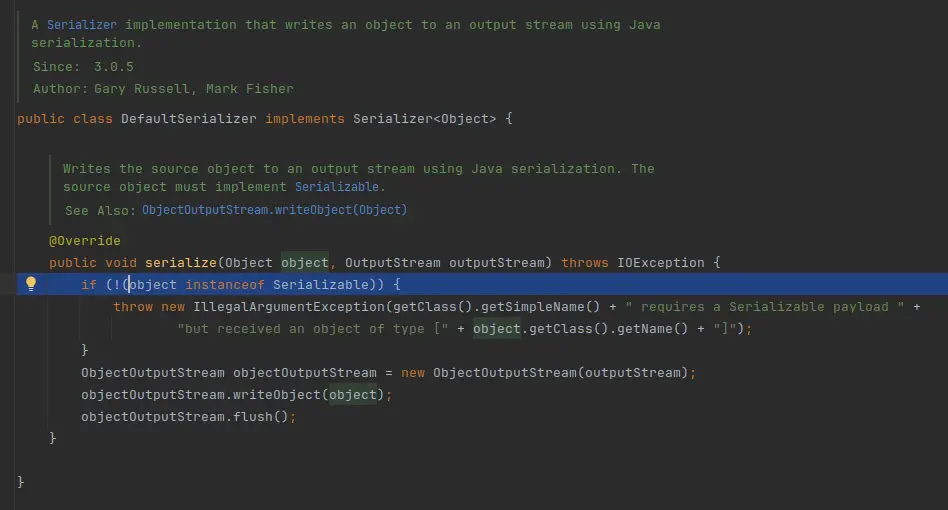 A Serializer implementation that writes an object to an output stream using Java
serialization.
Since: 3.0.5
Author: Gary Russell, Mark Fisher
public class DefaultSerializer implements Serializer<Object> {
Writes the source object to an output stream using Java serialization. The
source object must implement Serializable.
See Also: ObjectOutputStream.writeObject(Object)
@Override
public void serialize(Object object, OutputStream outputStream) throws IOException {
if (!(object instanceof Serializable)) {
throw new IllegalArgumentException(getClass().getSimpleName() + " requires a Serializable payload " +
"but received an object of type [" + object.getClass().getName() + "]");
}
ObjectOutputStream objectOutputStream = new ObjectOutputStream(outputStream);
objectOutputStream.writeObject(object);
objectOutputStream.flush();
}
}